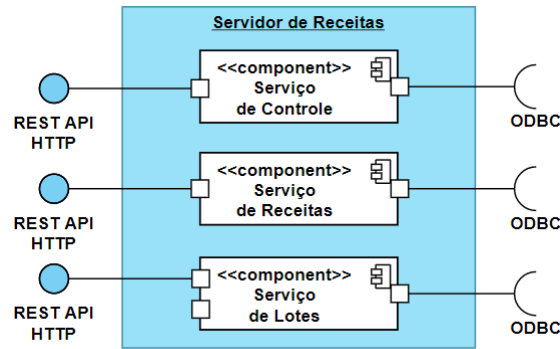 Servidor de Receitas
<<component>>
Serviço
de Controle
REST API
HTTP
ODBC
<<component>>
Serviço
de Receitas
REST API
HTTP
ODBC
<<component>>
Serviço
de Lotes
REST API
HTTP
ODBC